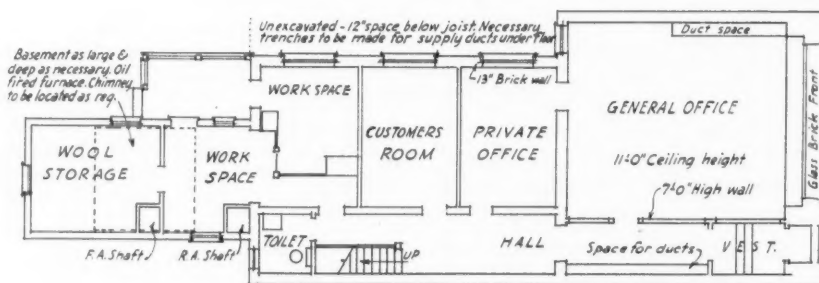 Unexcavated - 12" space below joist. Necessary
trenches to be made for supply ducts under floor
Duct space
Basement as large &
deep as necessary. Oil
fired furnace. Chimney
to be located as req.
13" Brick wall
WORK SPACE
GENERAL OFFICE
Glass Brick Front
CUSTOMERS
ROOM
PRIVATE
OFFICE
WOOL
STORAGE
WORK
SPACE
11'-0" Ceiling height
7'-0" High wall
TOILET
HALL
VEST.
UP
Space for ducts
F.A. Shaft
R.A. Shaft